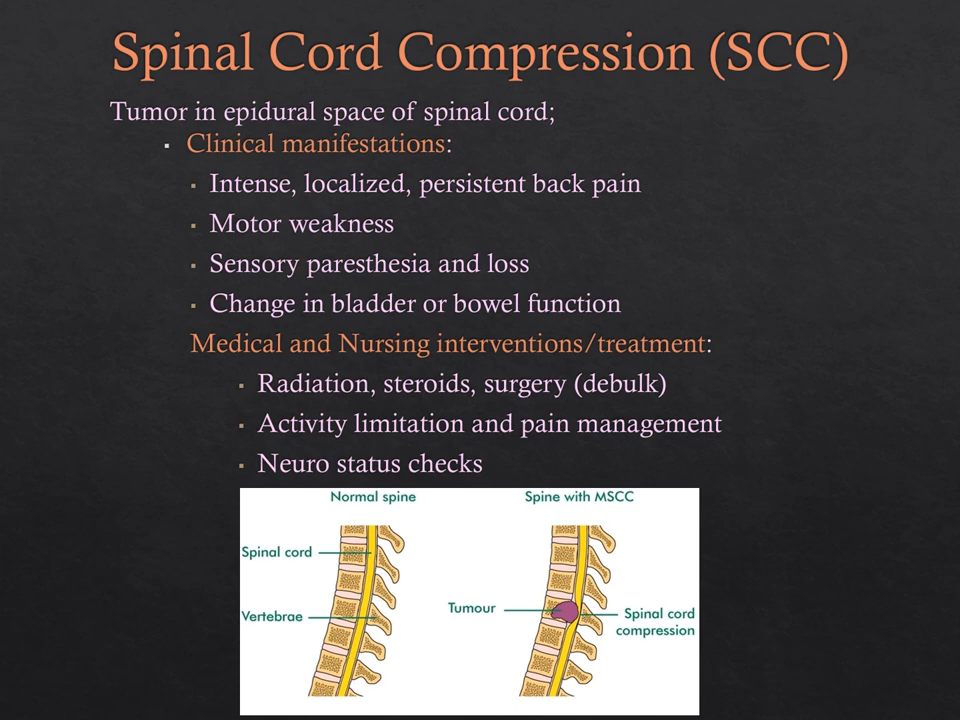 Spinal Cord Compression (SCC)
Tumor in epidural space of spinal cord;
▪ Clinical manifestations:
▪ Intense, localized, persistent back pain
▪ Motor weakness
▪ Sensory paresthesia and loss
▪ Change in bladder or bowel function
Medical and Nursing interventions/treatment:
▪ Radiation, steroids, surgery (debulk)
▪ Activity limitation and pain management
▪ Neuro status checks
Normal spine
Spinal cord
Vertebrae
Spine with MSCC
Tumour
Spinal cord
compression